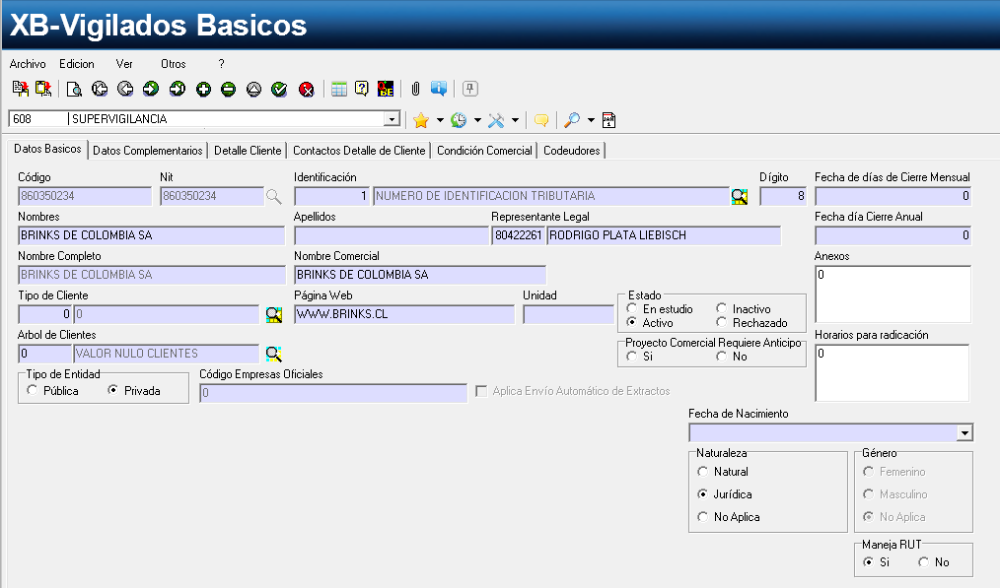 XB-Vigilados Basicos
Archivo Edicion Ver Otros ?
608 SUPERVIGILANCIA
Datos Basicos Datos Complementarios Detalle Cliente Contactos Detalle de Cliente Condición Comercial Codeudores
Código Nit Identificación Dígito Fecha de días de Cierre Mensual
860350234 860350234 1 NUMERO DE IDENTIFICACION TRIBUTARIA 8 0
Nombres Apellidos Representante Legal Fecha día Cierre Anual
BRINKS DE COLOMBIA SA 80422261 RODRIGO PLATA LIEBISCH 0
Nombre Completo Nombre Comercial Anexos
BRINKS DE COLOMBIA SA BRINKS DE COLOMBIA SA 0
Tipo de Cliente Página Web Unidad Estado
0 0 WWW.BRINKS.CL En estudio Inactivo
Activo Rechazado
Arbol de Clientes Proyecto Comercial Requiere Anticipo Horarios para radicación
0 VALOR NULO CLIENTES Si No 0
Tipo de Entidad Código Empresas Oficiales
Pública Privada 0 Aplica Envío Automático de Extractos
Fecha de Nacimiento
Naturaleza Género
Natural Femenino
Jurídica Masculino
No Aplica No Aplica
Maneja RUT
Si No